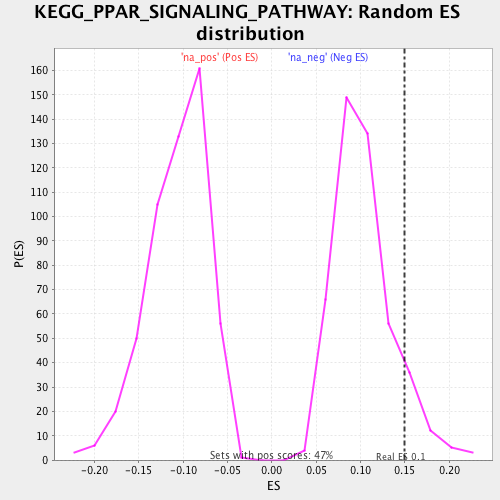 KEGG_PPAR_SIGNALING_PATHWAY: Random ES
distribution
'na_pos' (Pos ES) 'na_neg' (Neg ES)
160
150
140
130
120
110
100
90
80
70
60
50
40
30
20
10
0
P(ES)
Sets with pos scores: 47%
Real ES 0.1
-0.20 -0.15 -0.10 -0.05 0.00 0.05 0.10 0.15 0.20
ES